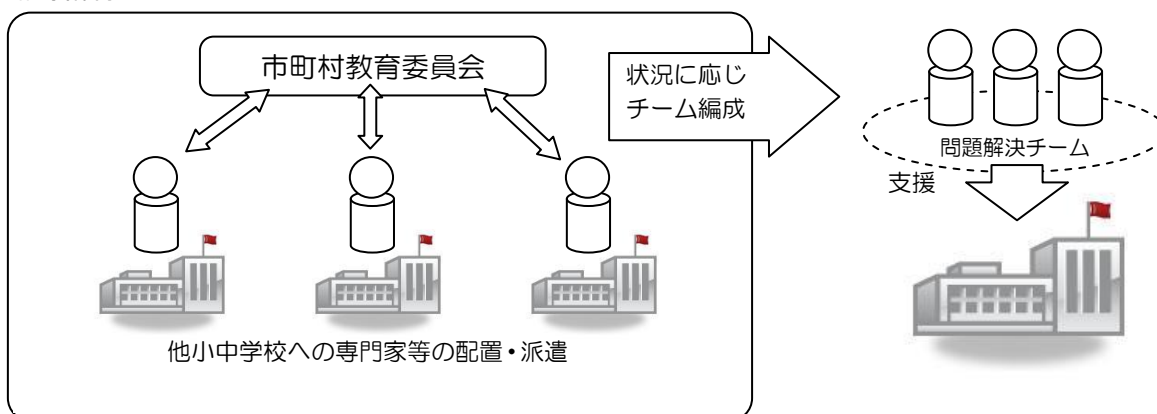 市町村教育委員会
状況に応じ
チーム編成
問題解決チーム
支援
他小中学校への専門家等の配置・派遣